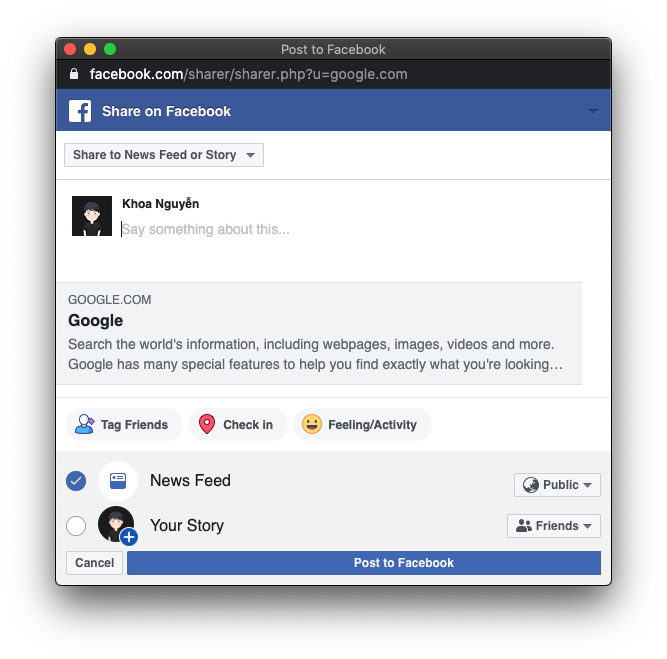 Post to Facebook
facebook.com/sharer/sharer.php?u=google.com
Share on Facebook
Share to News Feed or Story
Khoa Nguyễn
Say something about this...
GOOGLE.COM
Google
Search the world's information, including webpages, images, videos and more.
Google has many special features to help you find exactly what you're looking...
Tag Friends
Check in
Feeling/Activity
News Feed
Public
Your Story
Friends
Cancel
Post to Facebook